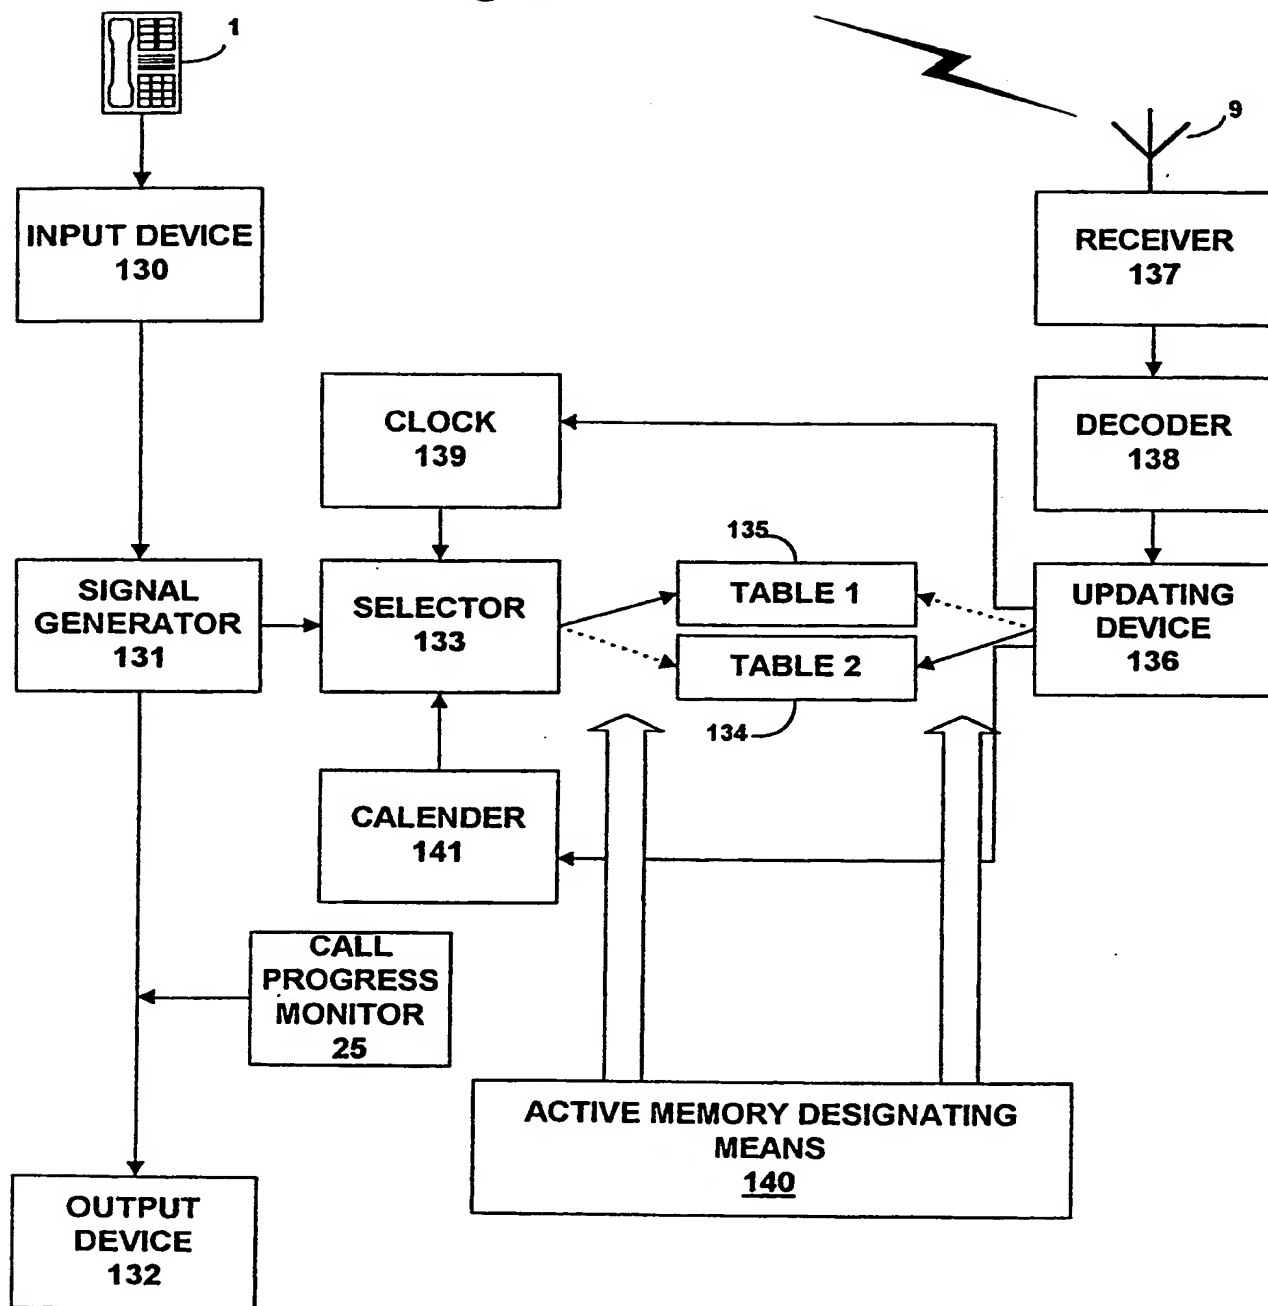 1
9
INPUT DEVICE
130
RECEIVER
137
CLOCK
139
DECODER
138
SIGNAL
GENERATOR
131
SELECTOR
133
135
TABLE 1
TABLE 2
134
UPDATING
DEVICE
136
CALENDER
141
CALL
PROGRESS
MONITOR
25
ACTIVE MEMORY DESIGNATING
MEANS
140
OUTPUT
DEVICE
132